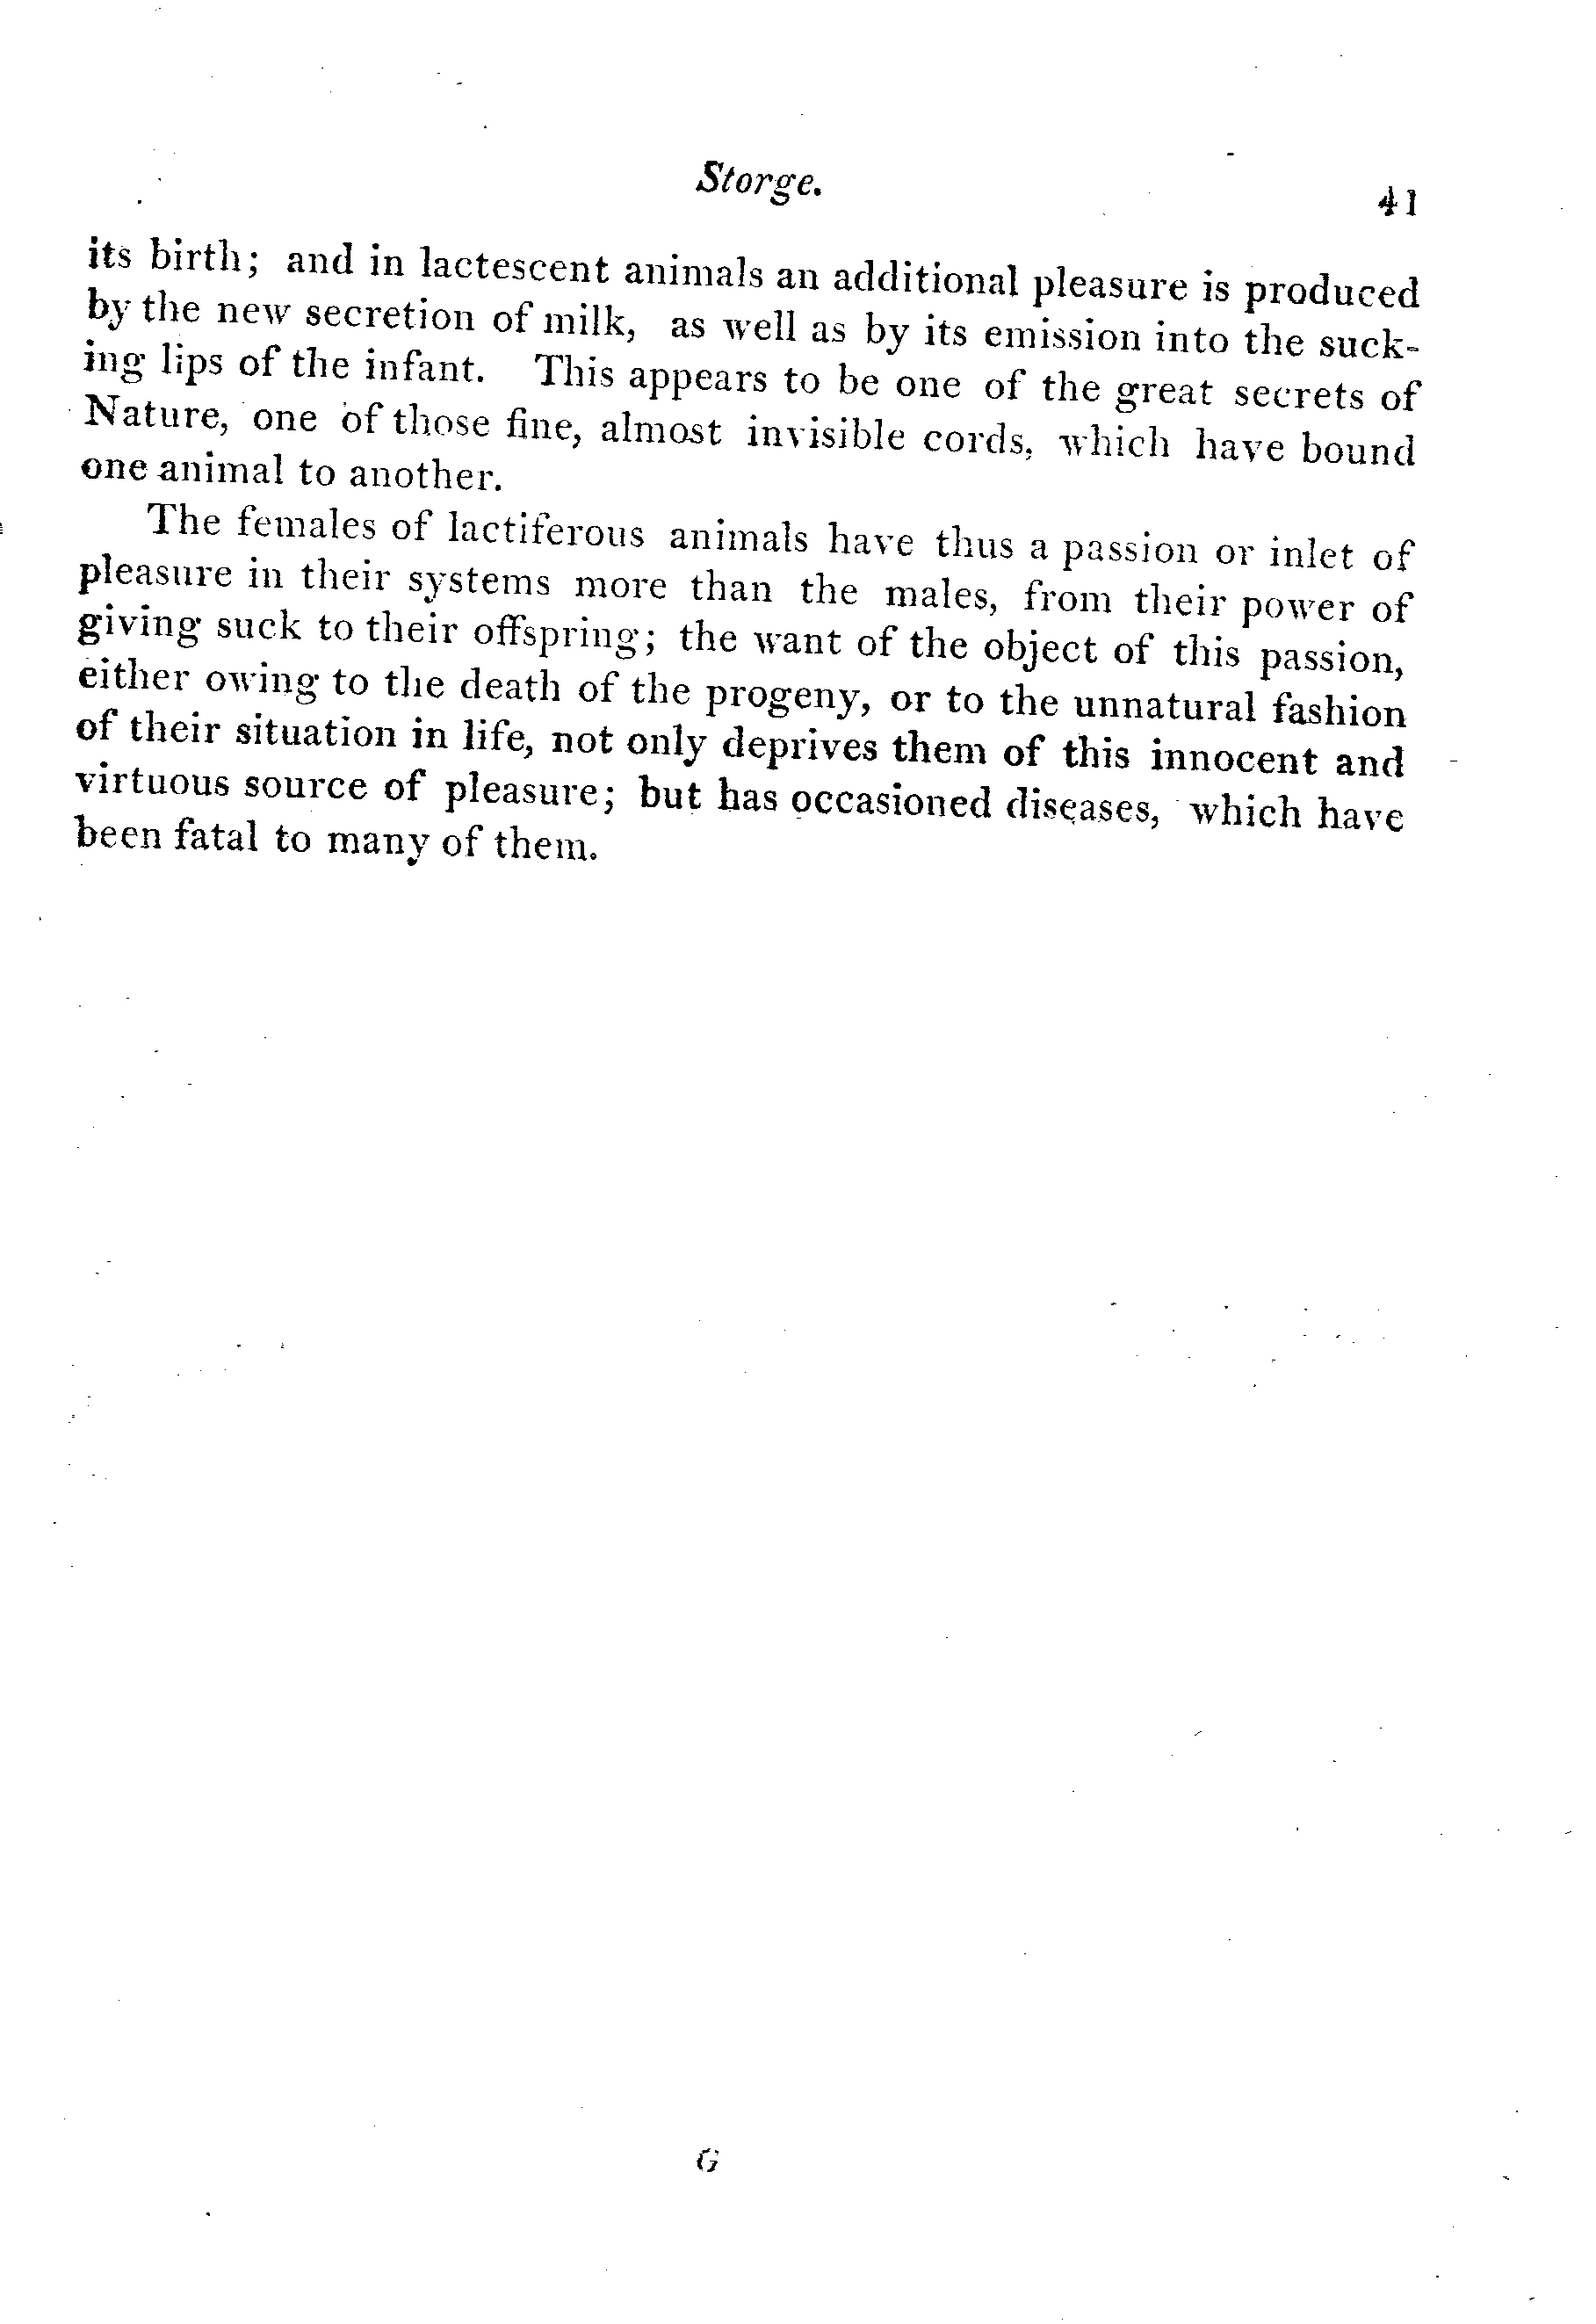 Storge.
41
its birth; and in lactescent animals an additional pleasure is produced
by the new secretion of milk, as well as by its emission into the suck-
ing lips of the infant. This appears to be one of the great secrets of
Nature, one of those fine, almost invisible cords, which have bound
one animal to another.
The females of lactiferous animals have thus a passion or inlet of
pleasure in their systems more than the males, from their power of
giving suck to their offspring; the want of the object of this passion,
either owing to the death of the progeny, or to the unnatural fashion
of their situation in life, not only deprives them of this innocent and
virtuous source of pleasure; but has occasioned diseases, which have
been fatal to many of them.
G